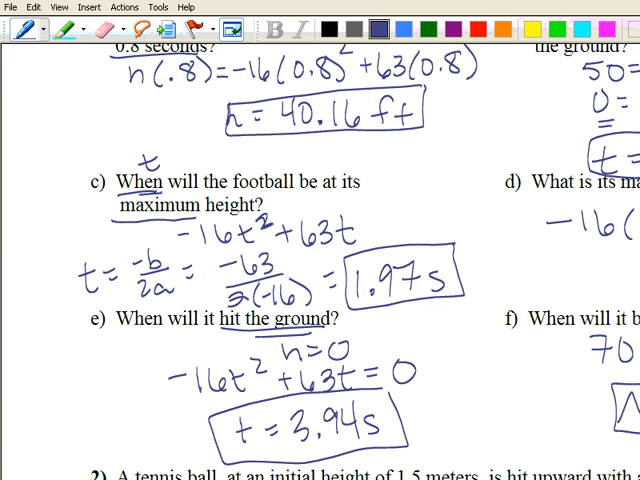 File Edit View Insert Actions Tools Help
0.8 seconds?
h(.8) = -16(0.8)² + 63(0.8)
h = 40.16 ft
the ground?
50 =
0 =
t =
t
c) When will the football be at its
maximum height?
-16t² + 63t
t = -b/2a = -63/2(-16) = 1.97 s
d) What is its ma
-16(
e) When will it hit the ground?
h = 0
-16t² + 63t = 0
t = 3.94 s
f) When will it b
70
2) A tennis ball, at an initial height of 1.5 meters, is hit upward with